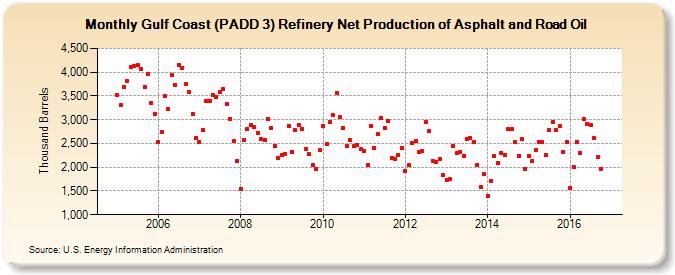 Monthly Gulf Coast (PADD 3) Refinery Net Production of Asphalt and Road Oil
Thousand Barrels
4,500
4,000
3,500
3,000
2,500
2,000
1,500
1,000
2006 2008 2010 2012 2014 2016
Source: U.S. Energy Information Administration